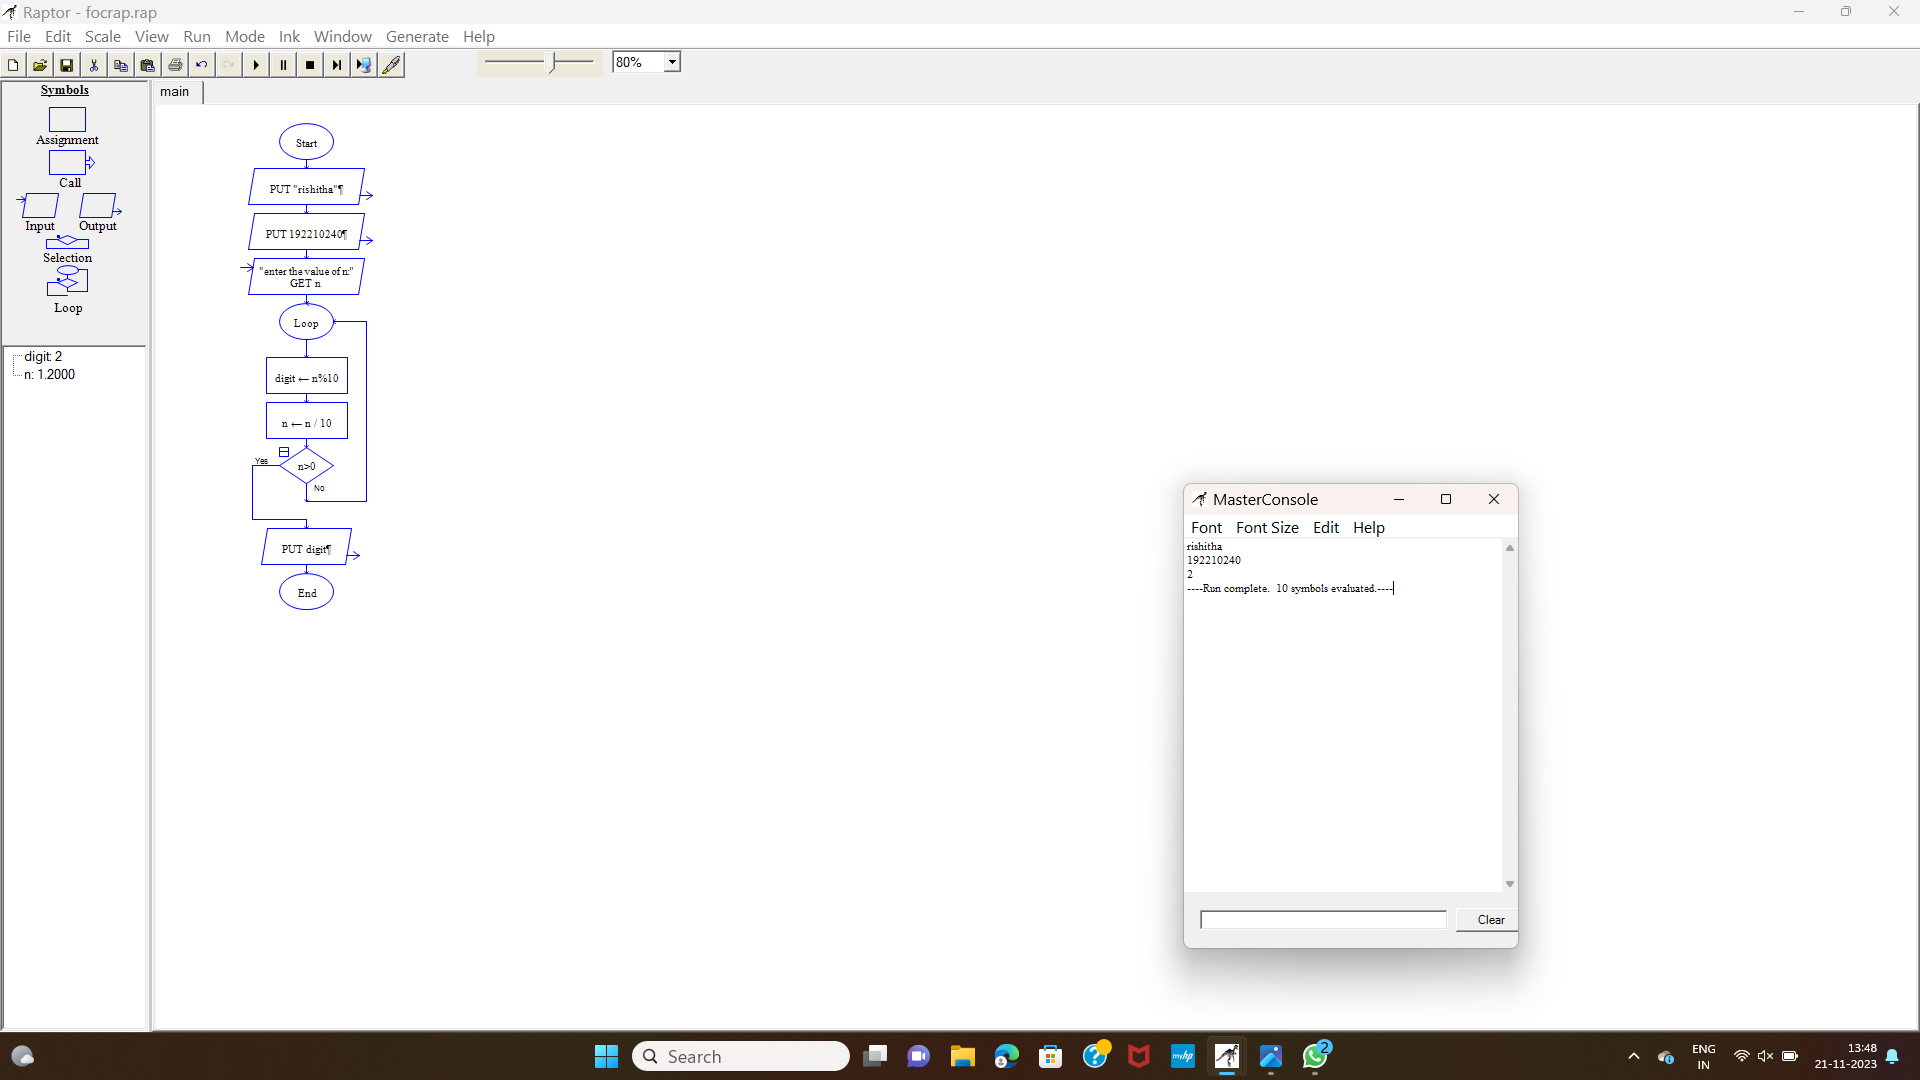 Raptor - focrap.rap
File Edit Scale View Run Mode Ink Window Generate Help
80%
Symbols
Assignment
Call
Input Output
Selection
Loop
digit: 2
n: 1.2000
main
Start
PUT "rishitha"¶
PUT 192210240¶
"enter the value of n:"
GET n
Loop
digit ← n%10
n ← n / 10
Yes
n>0
No
PUT digit¶
End
MasterConsole
Font Font Size Edit Help
rishitha
192210240
2
----Run complete.  10 symbols evaluated.----
Clear
Search
myhp
2
ENG
IN
13:48
21-11-2023